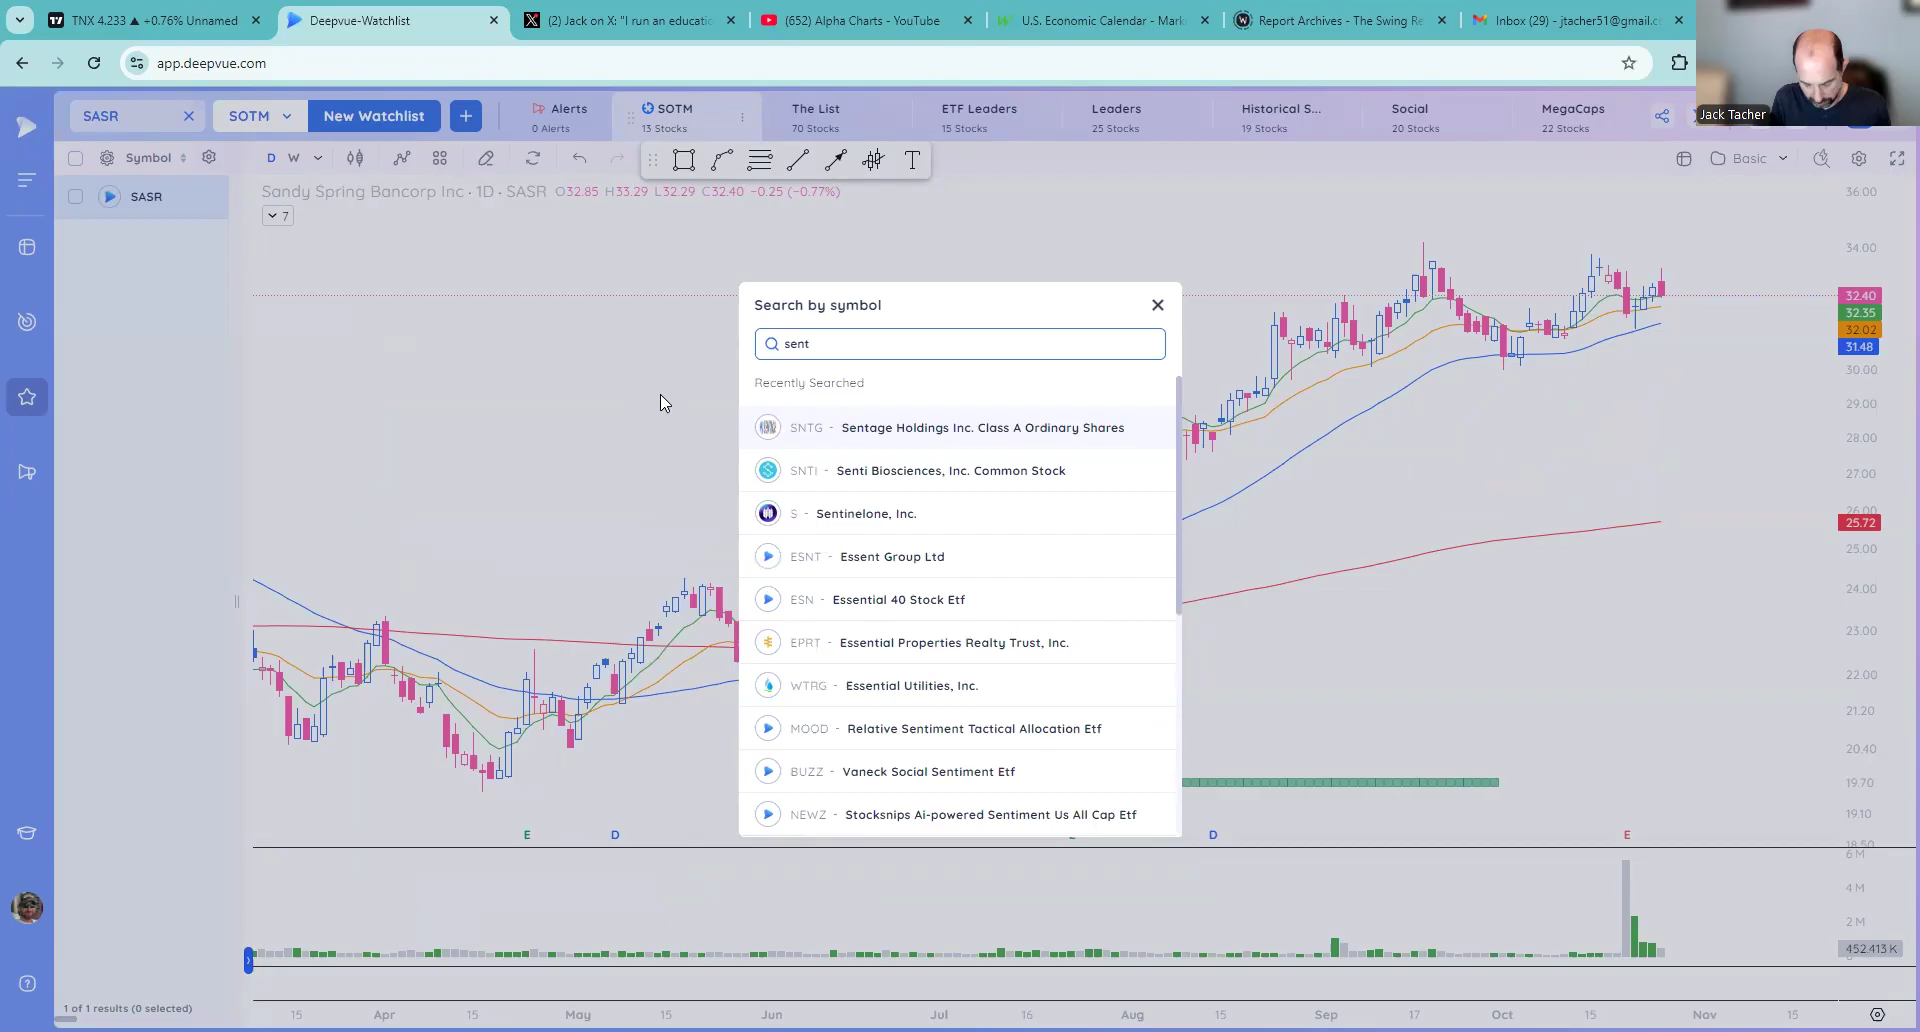 TNX 4.233 ▲ +0.76% Unnamed
Deepvue-Watchlist
(2) Jack on X: "I run an educatio
(652) Alpha Charts - YouTube
U.S. Economic Calendar - Mark
Report Archives - The Swing Re
Inbox (29) - jtacher51@gmail.c
app.deepvue.com
Jack Tacher
SASR
SOTM
New Watchlist
Alerts
0 Alerts
SOTM
13 Stocks
The List
70 Stocks
ETF Leaders
15 Stocks
Leaders
25 Stocks
Historical S...
19 Stocks
Social
20 Stocks
MegaCaps
22 Stocks
Symbol
D
W
T
Basic
SASR
Sandy Spring Bancorp Inc · 1D · SASR O32.85 H33.29 L32.29 C32.40 −0.25 (−0.77%)
7
Search by symbol
sent
Recently Searched
SNTG - Sentage Holdings Inc. Class A Ordinary Shares
SNTI - Senti Biosciences, Inc. Common Stock
S - Sentinelone, Inc.
ESNT - Essent Group Ltd
ESN - Essential 40 Stock Etf
EPRT - Essential Properties Realty Trust, Inc.
WTRG - Essential Utilities, Inc.
MOOD - Relative Sentiment Tactical Allocation Etf
BUZZ - Vaneck Social Sentiment Etf
NEWZ - Stocksnips Ai-powered Sentiment Us All Cap Etf
36.00
34.00
32.40
32.35
32.02
31.48
30.00
29.00
28.00
27.00
26.00
25.72
25.00
24.00
23.00
22.00
21.20
20.40
19.70
19.10
18.50
6 M
4 M
2 M
452.413 K
E
D
D
E
1 of 1 results (0 selected)
15
Apr
15
May
15
Jun
Jul
16
Aug
15
Sep
17
Oct
15
Nov
15